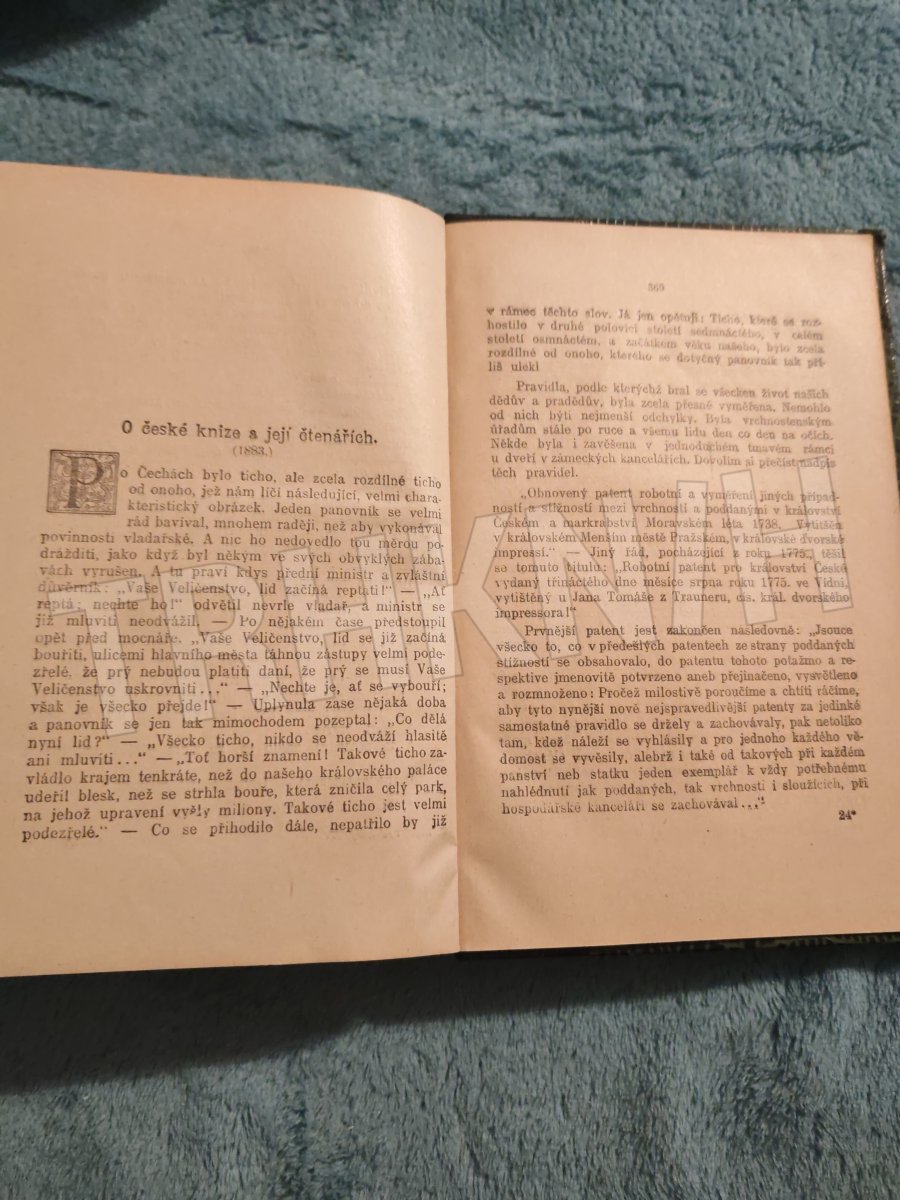 O české knize a její čtenářích.
(1883.)
Po Čechách bylo ticho, ale zcela rozdílné ticho
od onoho, jež nám líčí následující, velmi chara-
kteristický obrázek. Jeden panovník se velmi
rád bavíval, mnohem raději, než aby vykonával
povinnosti vladařské. A nic ho nedovedlo tou měrou po-
drážditi, jako když byl někým ve svých obvyklých zába-
vách vyrušen. A tu praví kdys přední ministr a zvláštní
důvěrník: „Vaše Veličenstvo, lid začíná reptati!“ — „Ať
reptá; nechte ho!“ odvětil nevrle vladař, a ministr se
již mluviti neodvážil. — Po nějakém čase předstoupil
opět před mocnáře. „Vaše Veličenstvo, lid se již začíná
bouřiti, ulicemi hlavního města táhnou zástupy velmi pode-
zřelé, že prý nebudou platiti daní, že prý se musí Vaše
Veličenstvo uskrovniti...“ — „Nechte je, ať se vybouří;
však je všecko přejde!“ — Uplynula zase nějaká doba
a panovník se jen tak mimochodem pozeptal: „Co dělá
nyní lid?“ — „Všecko ticho, nikdo se neodváží hlasitě
ani mluviti...“ — „Toť horší znamení! Takové ticho za-
vládlo krajem tenkráte, než do našeho královského paláce
udeřil blesk, než se strhla bouře, která zničila celý park,
na jehož upravení vyšly miliony. Takové ticho jest velmi
podezřelé.“ — Co se přihodilo dále, nepatřilo by již
369
v rámec těchto slov. Já jen opětuji: Ticho, které se roz-
hostilo v druhé polovici století sedmnáctého, v celém
století osmnáctém, a začátkem věku našeho, bylo zcela
rozdílné od onoho, kterého se dotyčný panovník tak pří-
liš ulekl
Pravidla, podle kterýchž bral se všecken život našich
dědův a pradědův, byla zcela přesně vyměřena. Nemohlo
od nich býti nejmenší odchylky. Byla vrchnostenským
úřadům stále po ruce a všemu lidu den co den na očích.
Někde byla i zavěšena v jednoduchém tmavém rámci
u dveří v zámeckých kancelářích. Dovolím si přečíst nadpis
těch pravidel.
„Obnovený patent robotní a vyměření jiných případ-
ností a stížností mezi vrchností a poddanými v království
Českém a markrabství Moravském léta 1738. Vytištěn
v královském Menším městě Pražském, v královské dvorské
impressí.“ — Jiný řád, pocházející z roku 1775., těšil
se tomuto titulu: „Robotní patent pro království České
vydaný třináctého dne měsíce srpna roku 1775. ve Vídni,
vytištěný u Jana Tomáše z Trauneru, cís. král. dvorského
impressora!“
Prvnější patent jest zakončen následovně: „Jsouce
všecko to, co v předešlých patentech ze strany poddaných
stížností se obsahovalo, do patentu tohoto potažmo a re-
spektive jmenovitě potvrzeno aneb přejinačeno, vysvětleno
a rozmnoženo: Pročež milostivě poroučíme a chtíti ráčíme,
aby tyto nynější nově nejspravedlivější patenty za jedinké
samostatné pravidlo se držely a zachovávaly, pak netoliko
tam, kdež náleží se vyhlásily a pro jednoho každého vě-
domost se vyvěsily, alebrž i také od takových při každém
panství neb statku jeden exemplář k vždy potřebnému
nahlédnutí jak poddaných, tak vrchnosti i sloužících, při
hospodářské kanceláři se zachovával...“
24*